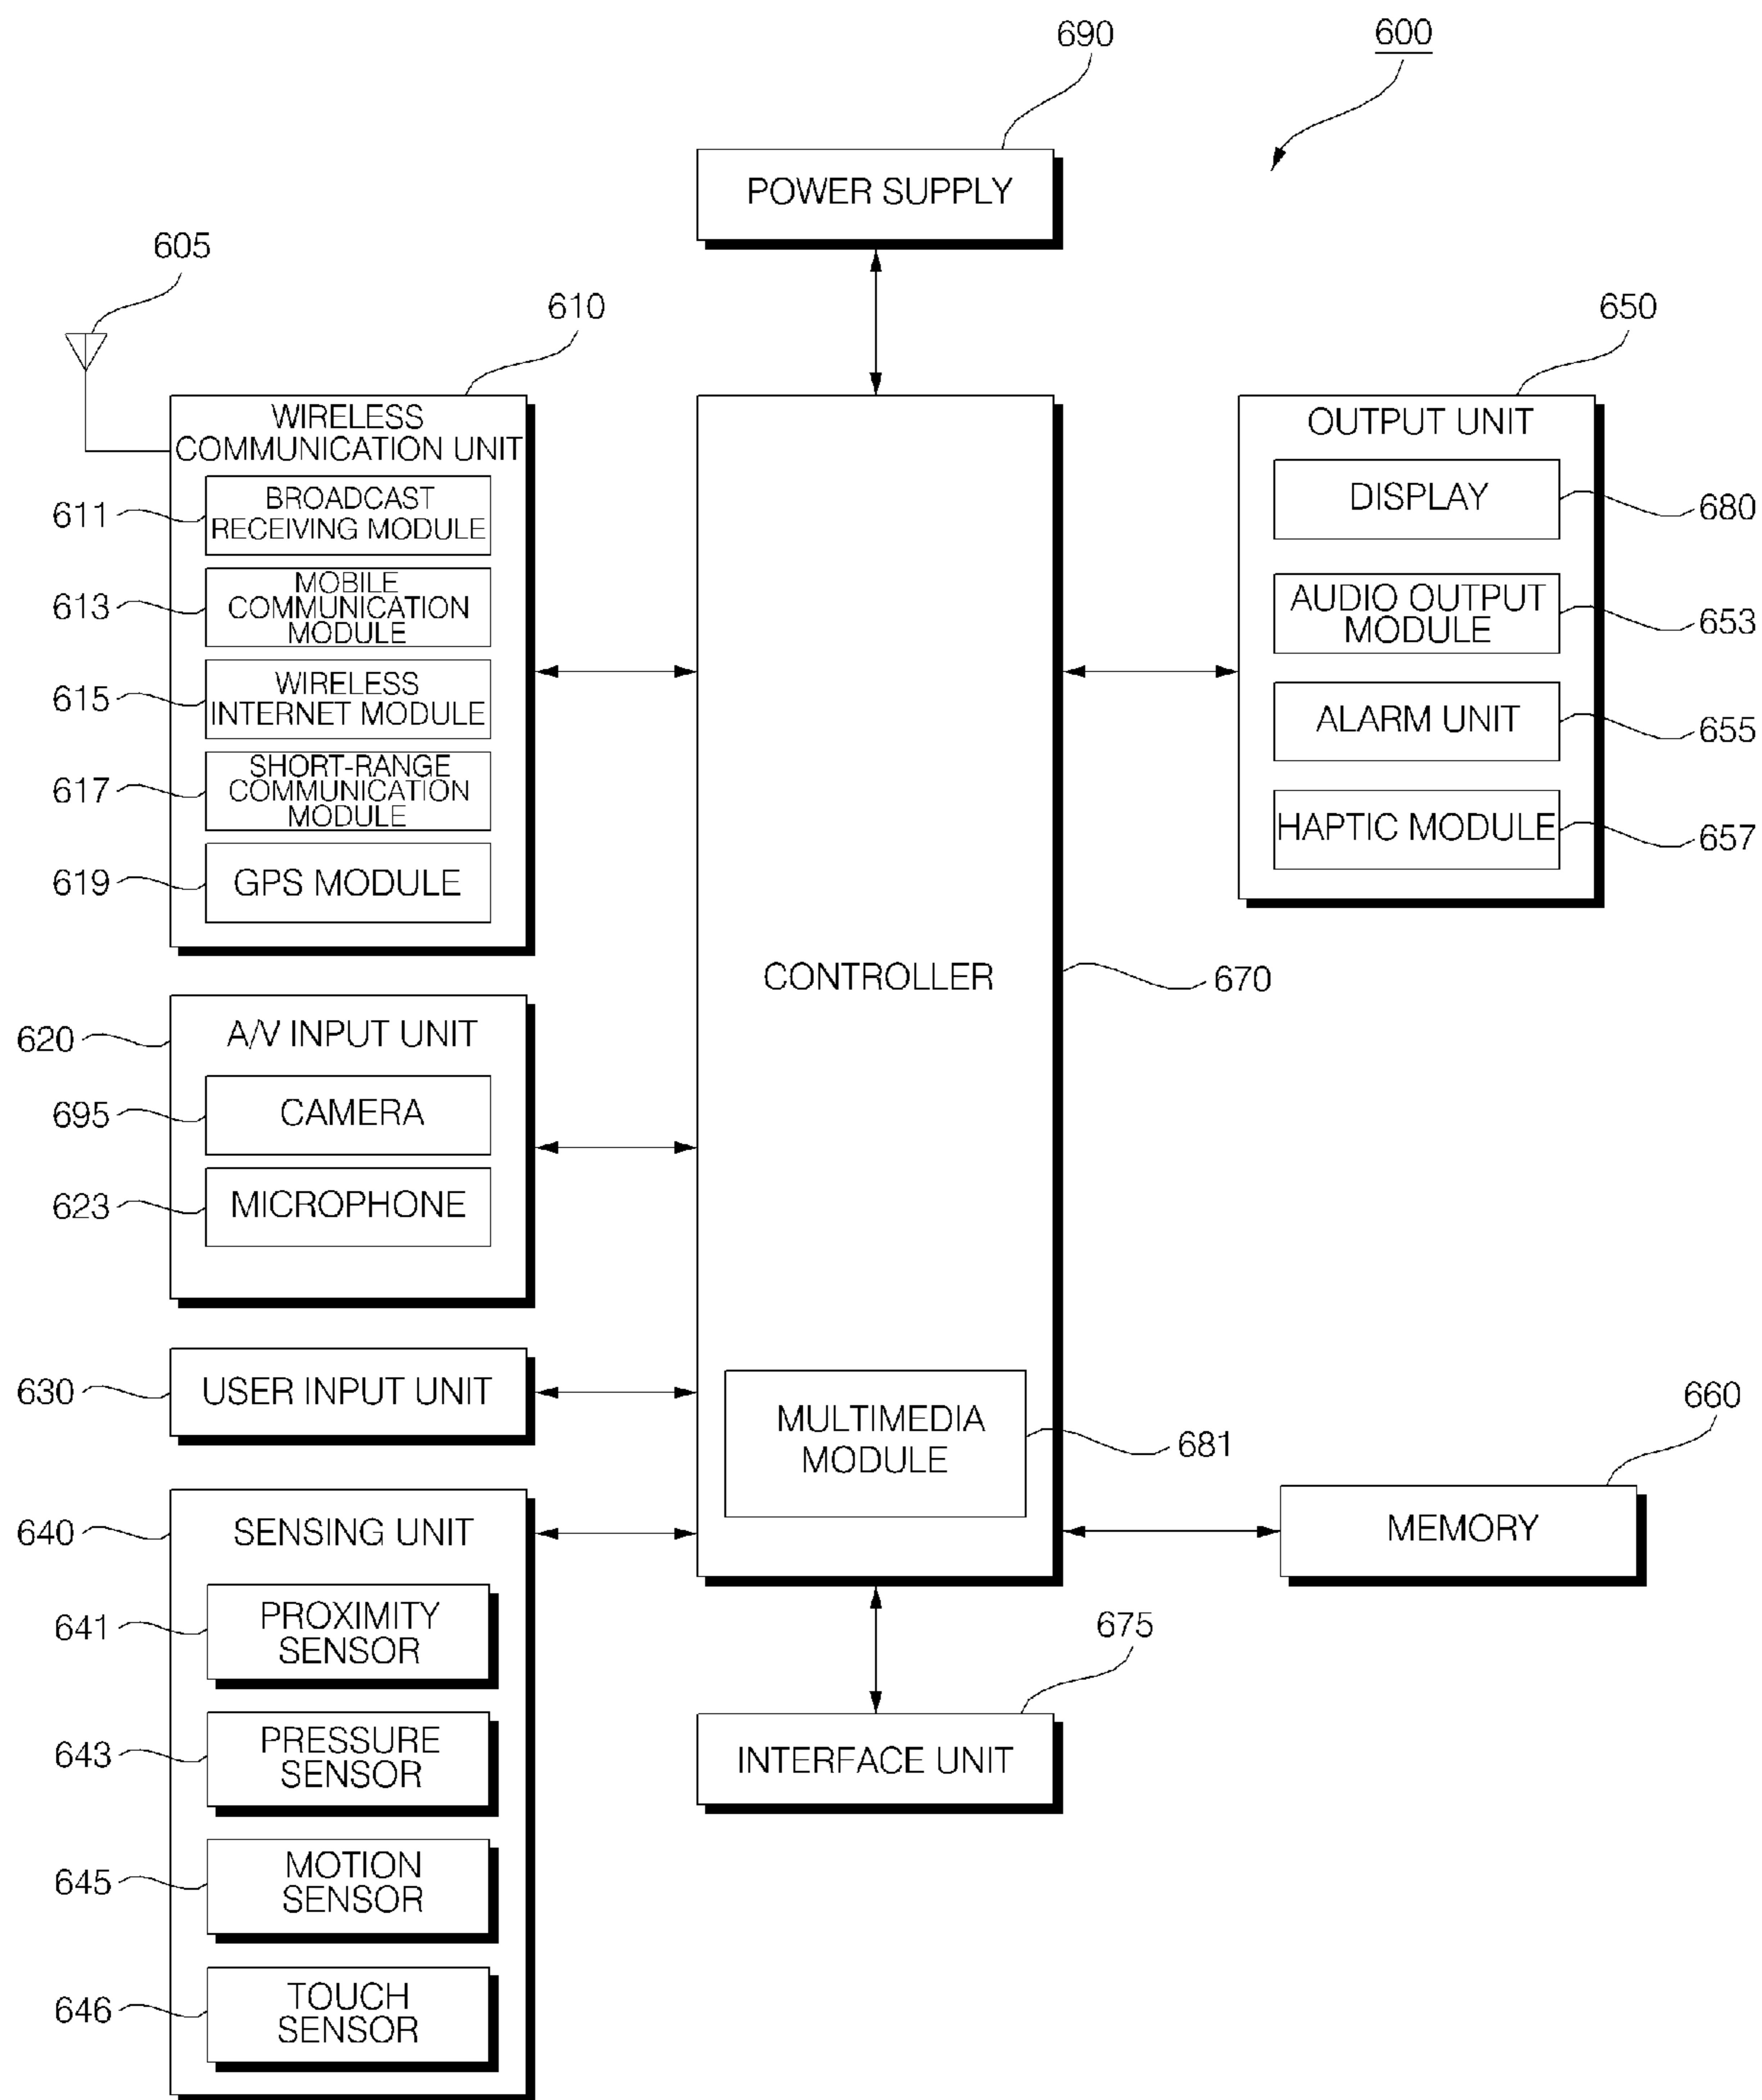 690
600
POWER SUPPLY
605
610
650
WIRELESS
COMMUNICATION UNIT
611
BROADCAST
RECEIVING MODULE
613
MOBILE
COMMUNICATION
MODULE
615
WIRELESS
INTERNET MODULE
617
SHORT-RANGE
COMMUNICATION
MODULE
619
GPS MODULE
OUTPUT UNIT
DISPLAY
680
AUDIO OUTPUT
MODULE
653
ALARM UNIT
655
HAPTIC MODULE
657
CONTROLLER
670
620
A/V INPUT UNIT
695
CAMERA
623
MICROPHONE
630
USER INPUT UNIT
MULTIMEDIA
MODULE
681
660
MEMORY
640
SENSING UNIT
641
PROXIMITY
SENSOR
643
PRESSURE
SENSOR
645
MOTION
SENSOR
646
TOUCH
SENSOR
675
INTERFACE UNIT